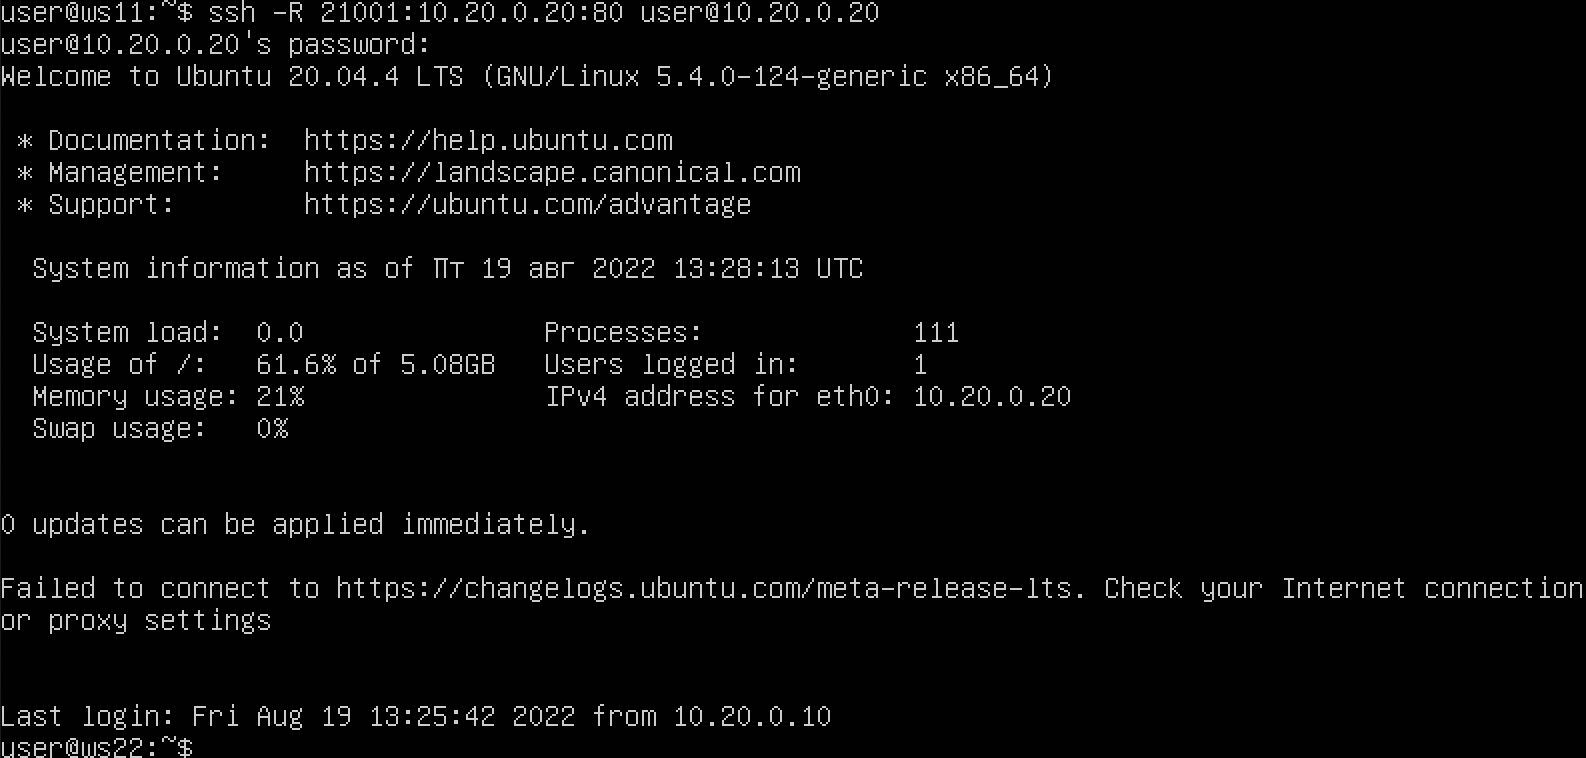 user@ws11:~$ ssh -R 21001:10.20.0.20:80 user@10.20.0.20
user@10.20.0.20's password:
Welcome to Ubuntu 20.04.4 LTS (GNU/Linux 5.4.0-124-generic x86_64)
* Documentation: https://help.ubuntu.com
* Management: https://landscape.canonical.com
* Support: https://ubuntu.com/advantage
System information as of Пт 19 авг 2022 13:28:13 UTC
System load: 0.0 Processes: 111
Usage of /: 61.6% of 5.08GB Users logged in: 1
Memory usage: 21% IPv4 address for eth0: 10.20.0.20
Swap usage: 0%
0 updates can be applied immediately.
Failed to connect to https://changelogs.ubuntu.com/meta-release-lts. Check your Internet connection
or proxy settings
Last login: Fri Aug 19 13:25:42 2022 from 10.20.0.10
user@ws22:~$